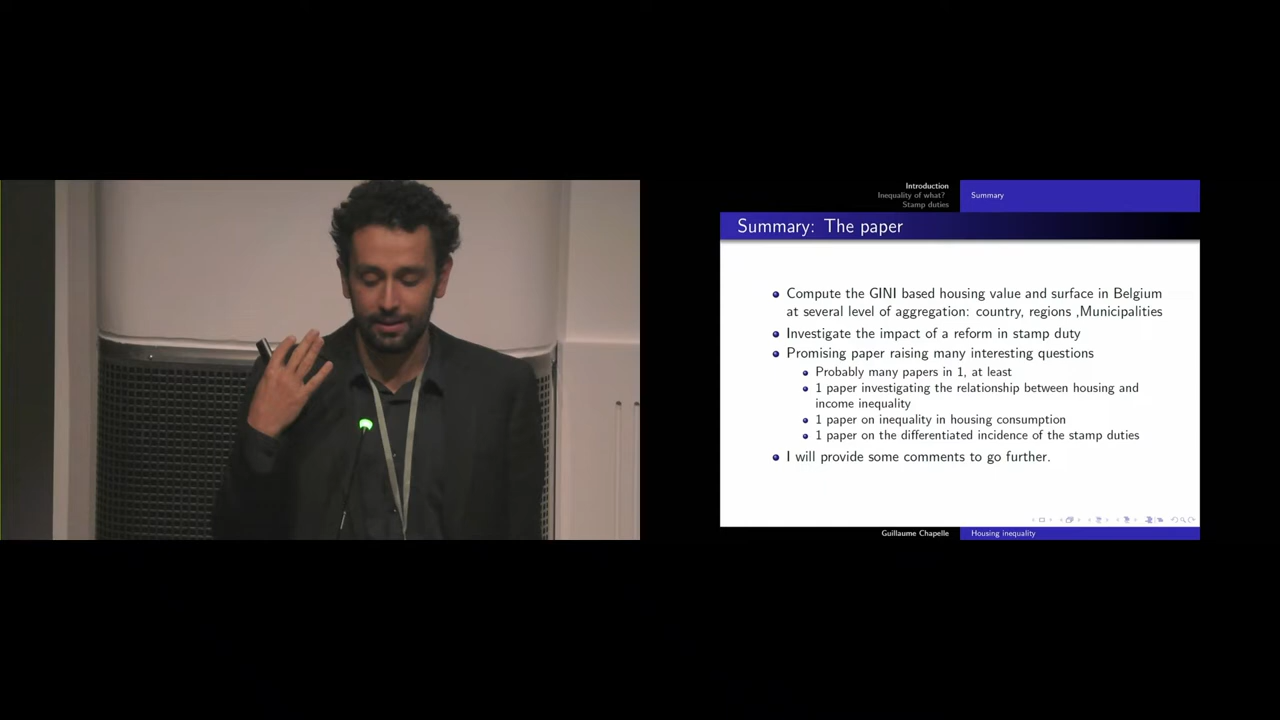 Introduction
Inequality of what?
Stamp duties
Summary
Summary: The paper
Compute the GINI based housing value and surface in Belgium
at several level of aggregation: country, regions ,Municipalities
Investigate the impact of a reform in stamp duty
Promising paper raising many interesting questions
Probably many papers in 1, at least
1 paper investigating the relationship between housing and
income inequality
1 paper on inequality in housing consumption
1 paper on the differentiated incidence of the stamp duties
I will provide some comments to go further.
Guillaume Chapelle
Housing inequality